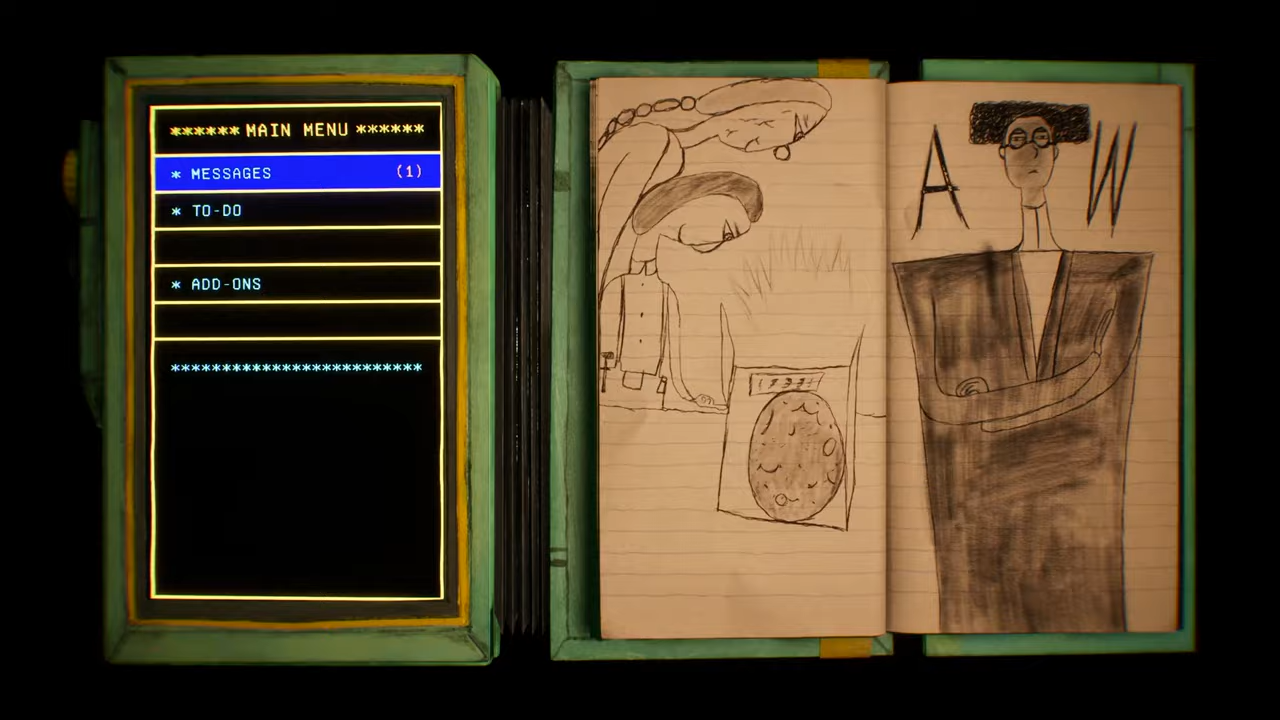 ****** MAIN MENU ******
* MESSAGES (1)
* TO-DO
* ADD-ONS
************************
A W